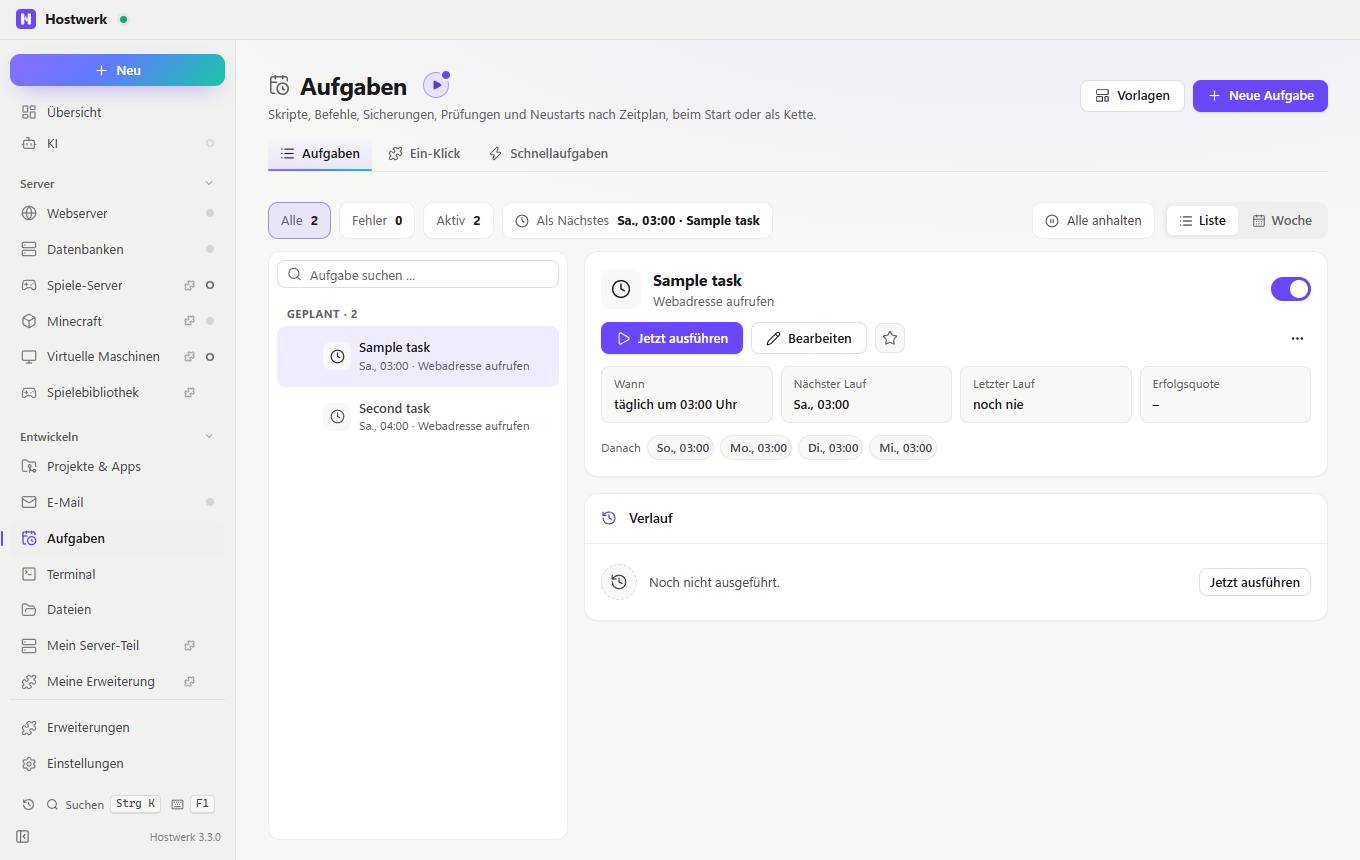 Hostwerk
Neu
Übersicht
KI
Server
Webserver
Datenbanken
Spiele-Server
Minecraft
Virtuelle Maschinen
Spielebibliothek
Entwickeln
Projekte & Apps
E-Mail
Aufgaben
Terminal
Dateien
Mein Server-Teil
Meine Erweiterung
Erweiterungen
Einstellungen
Suchen Strg K F1
Hostwerk 3.3.0
Aufgaben
Skripte, Befehle, Sicherungen, Prüfungen und Neustarts nach Zeitplan, beim Start oder als Kette.
Vorlagen
Neue Aufgabe
Aufgaben Ein-Klick Schnellaufgaben
Alle 2 Fehler 0 Aktiv 2 Als Nächstes Sa., 03:00 · Sample task
Alle anhalten Liste Woche
Aufgabe suchen ...
GEPLANT · 2
Sample task
Sa., 03:00 · Webadresse aufrufen
Second task
Sa., 04:00 · Webadresse aufrufen
Sample task
Webadresse aufrufen
Jetzt ausführen Bearbeiten
Wann
täglich um 03:00 Uhr
Nächster Lauf
Sa., 03:00
Letzter Lauf
noch nie
Erfolgsquote
–
Danach So., 03:00 Mo., 03:00 Di., 03:00 Mi., 03:00
Verlauf
Noch nicht ausgeführt.
Jetzt ausführen